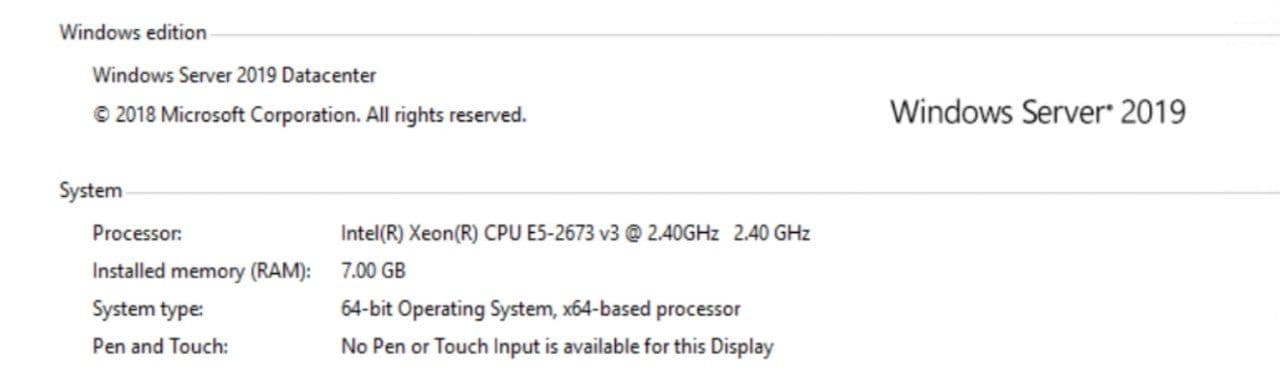 Windows edition
Windows Server 2019 Datacenter
© 2018 Microsoft Corporation. All rights reserved.
Windows Server® 2019
System
Processor: Intel(R) Xeon(R) CPU E5-2673 v3 @ 2.40GHz 2.40 GHz
Installed memory (RAM): 7.00 GB
System type: 64-bit Operating System, x64-based processor
Pen and Touch: No Pen or Touch Input is available for this Display